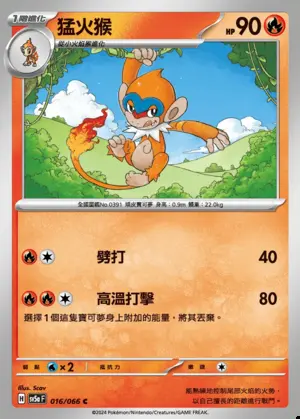 1階進化 猛火猴 HP 90
從小火焰猴進化
全國圖鑑No.0391 頑皮寶可夢 身高：0.9m 體重：22.0kg
劈打 40
高溫打擊 80
選擇1個這隻寶可夢身上附加的能量，將其丟棄。
弱點 ×2 抵抗力 撤退
Illus. Scav
H SV5a F 016/066 C
能熟練地控制尾部火焰的火勢，
以自己擅長的距離進行戰鬥。
©2024 Pokémon/Nintendo/Creatures/GAME FREAK.